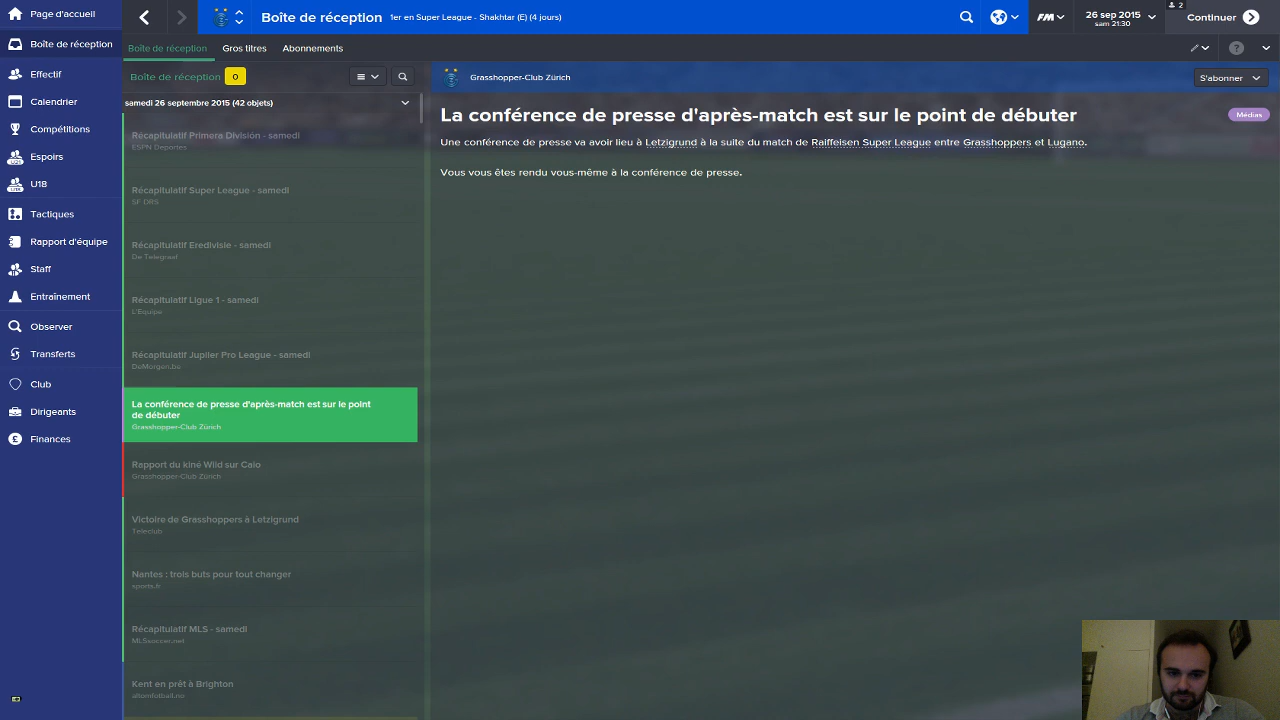 Page d'accueil
Boîte de réception
Effectif
Calendrier
Compétitions
Espoirs
U18
Tactiques
Rapport d'équipe
Staff
Entraînement
Observer
Transferts
Club
Dirigeants
Finances
Boîte de réception
1er en Super League - Shakhtar (E) (4 jours)
FM
26 sep 2015
sam 21:30
2
Continuer
Boîte de réception
Gros titres
Abonnements
?
Boîte de réception 0
samedi 26 septembre 2015 (42 objets)
Récapitulatif Primera División - samedi
ESPN Deportes
Récapitulatif Super League - samedi
SF DRS
Récapitulatif Eredivisie - samedi
De Telegraaf
Récapitulatif Ligue 1 - samedi
L'Equipe
Récapitulatif Jupiler Pro League - samedi
DeMorgen.be
La conférence de presse d'après-match est sur le point
de débuter
Grasshopper-Club Zürich
Rapport du kiné Wild sur Caio
Grasshopper-Club Zürich
Victoire de Grasshoppers à Letzigrund
Teleclub
Nantes : trois buts pour tout changer
sports.fr
Récapitulatif MLS - samedi
MLSsoccer.net
Kent en prêt à Brighton
altomfotball.no
Grasshopper-Club Zürich
S'abonner
La conférence de presse d'après-match est sur le point de débuter
Médias
Une conférence de presse va avoir lieu à Letzigrund à la suite du match de Raiffeisen Super League entre Grasshoppers et Lugano.
Vous vous êtes rendu vous-même à la conférence de presse.